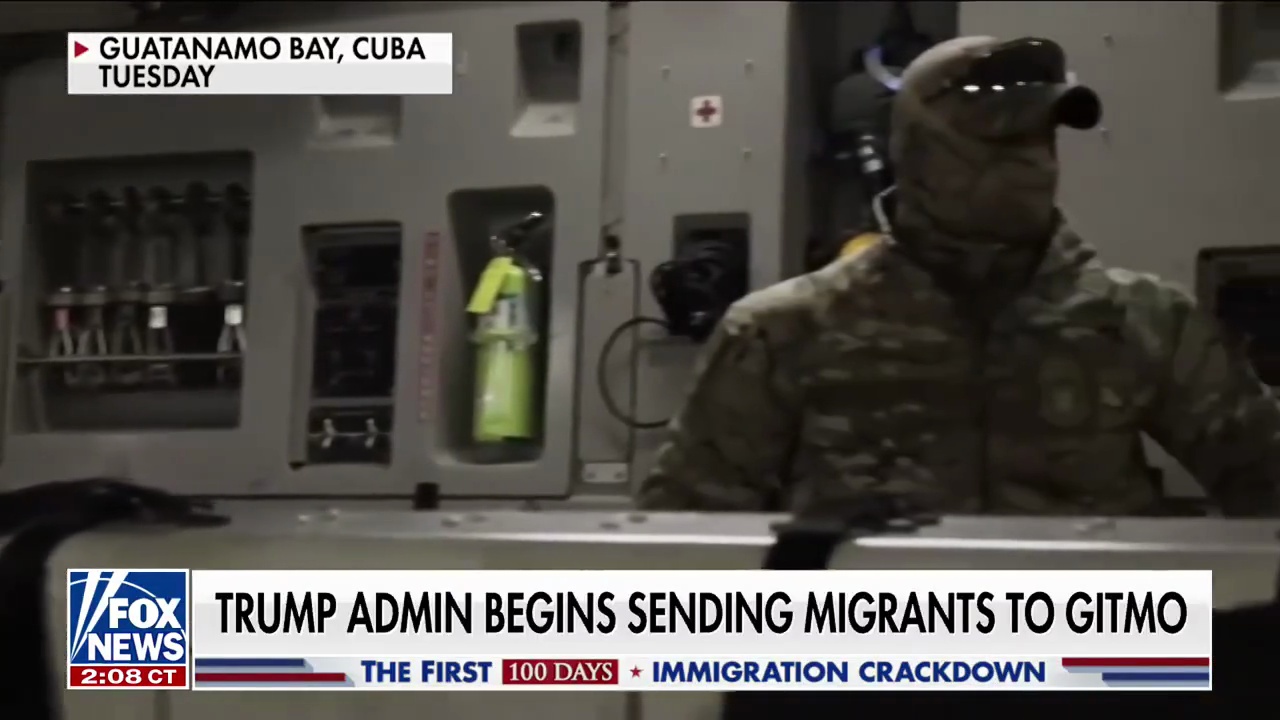 GUATANAMO BAY, CUBA
TUESDAY
FOX
NEWS
2:08 CT
TRUMP ADMIN BEGINS SENDING MIGRANTS TO GITMO
THE FIRST 100 DAYS IMMIGRATION CRACKDOWN